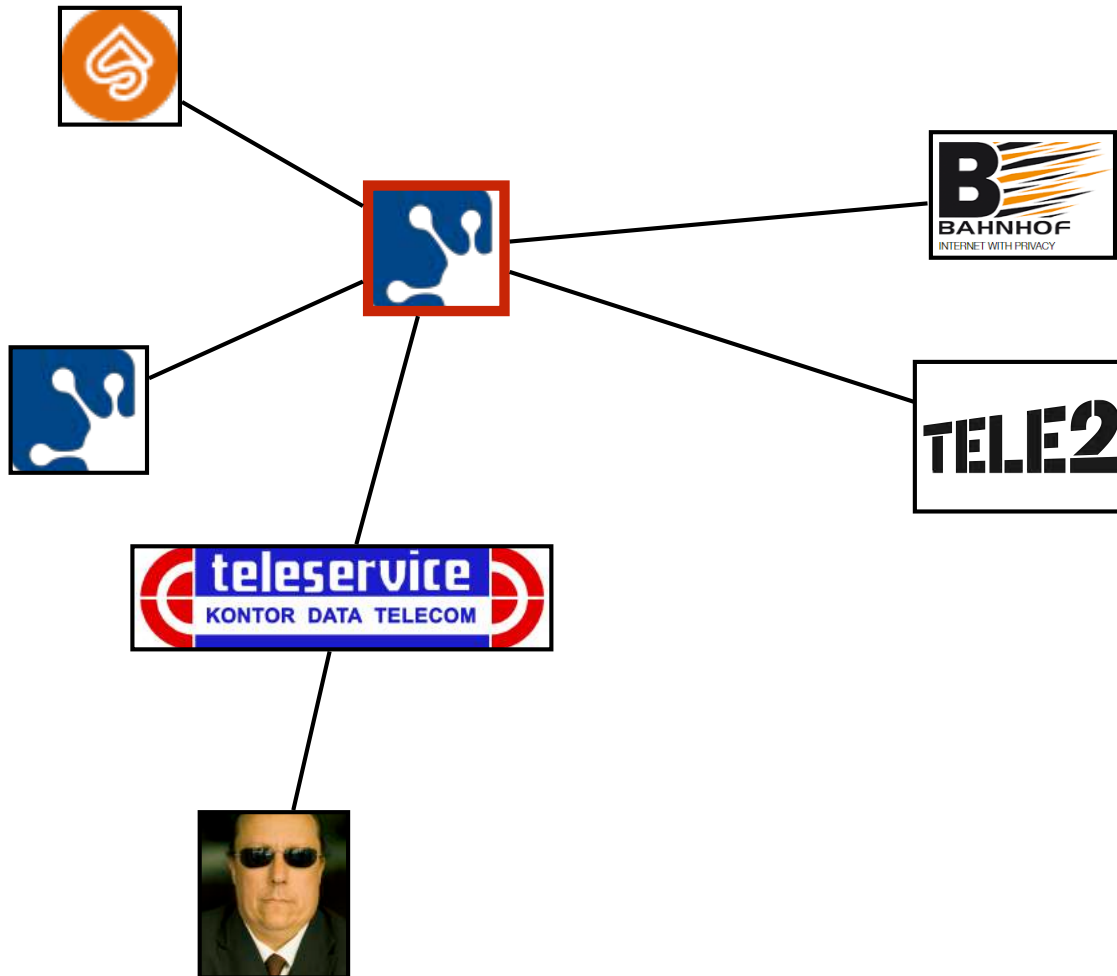 B
BAHNHOF
INTERNET WITH PRIVACY
TELE2
teleservice
KONTOR DATA TELECOM